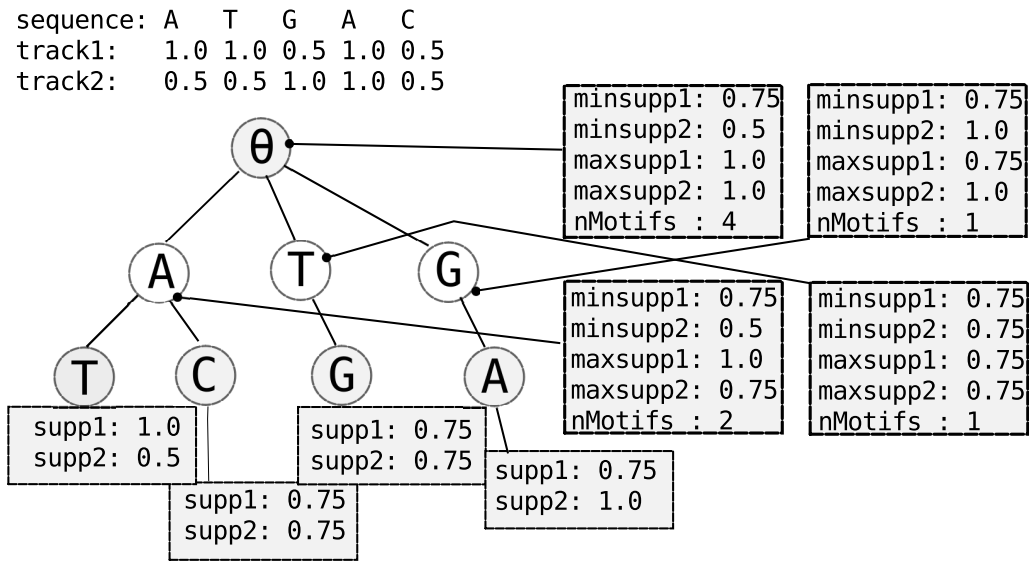 sequence: A T G A C
track1: 1.0 1.0 0.5 1.0 0.5
track2: 0.5 0.5 1.0 1.0 0.5
minsupp1: 0.75
minsupp2: 0.5
maxsupp1: 1.0
maxsupp2: 1.0
nMotifs : 4
minsupp1: 0.75
minsupp2: 1.0
maxsupp1: 0.75
maxsupp2: 1.0
nMotifs : 1
θ
A
T
G
minsupp1: 0.75
minsupp2: 0.5
maxsupp1: 1.0
maxsupp2: 0.75
nMotifs : 2
minsupp1: 0.75
minsupp2: 0.75
maxsupp1: 0.75
maxsupp2: 0.75
nMotifs : 1
T
C
G
A
supp1: 1.0
supp2: 0.5
supp1: 0.75
supp2: 0.75
supp1: 0.75
supp2: 0.75
supp1: 0.75
supp2: 1.0